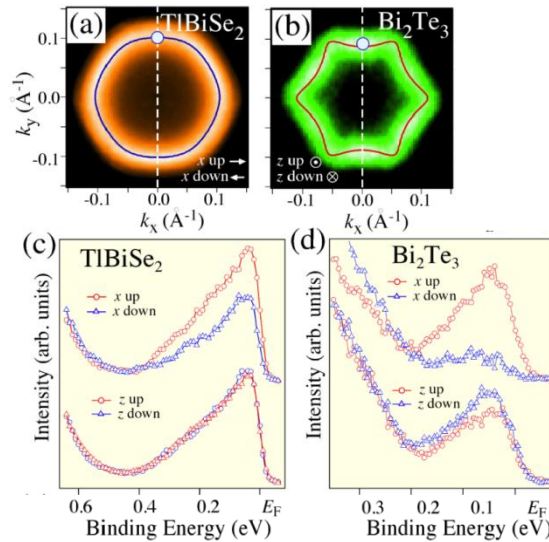 (a) TlBiSe2
(b) Bi2Te3
0.1
0.0
-0.1
ky (Å-1)
x up →
x down ←
z up ⊙
z down ⊗
-0.1 0.0 0.1
-0.1 0.0 0.1
kx (Å-1)
kx (Å-1)
(c)
TlBiSe2
x up
x down
z up
z down
Intensity (arb. units)
0.6 0.4 0.2 EF
Binding Energy (eV)
(d)
Bi2Te3
x up
x down
z up
z down
Intensity (arb. units)
0.3 0.2 0.1 EF
Binding Energy (eV)